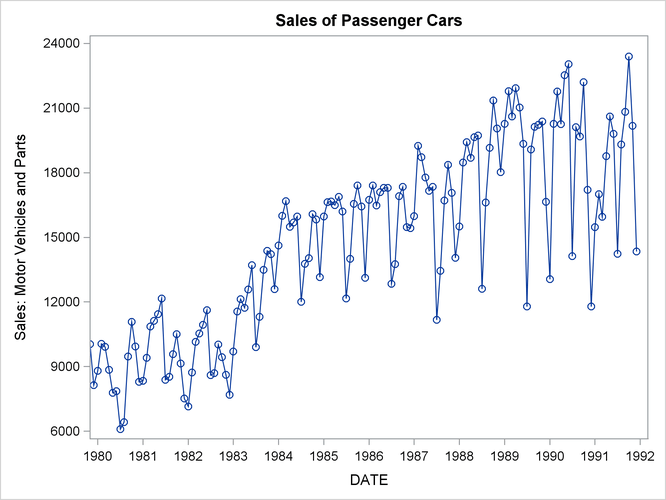 Sales of Passenger Cars
Sales: Motor Vehicles and Parts
24000
21000
18000
15000
12000
9000
6000
1980 1981 1982 1983 1984 1985 1986 1987 1988 1989 1990 1991 1992
DATE